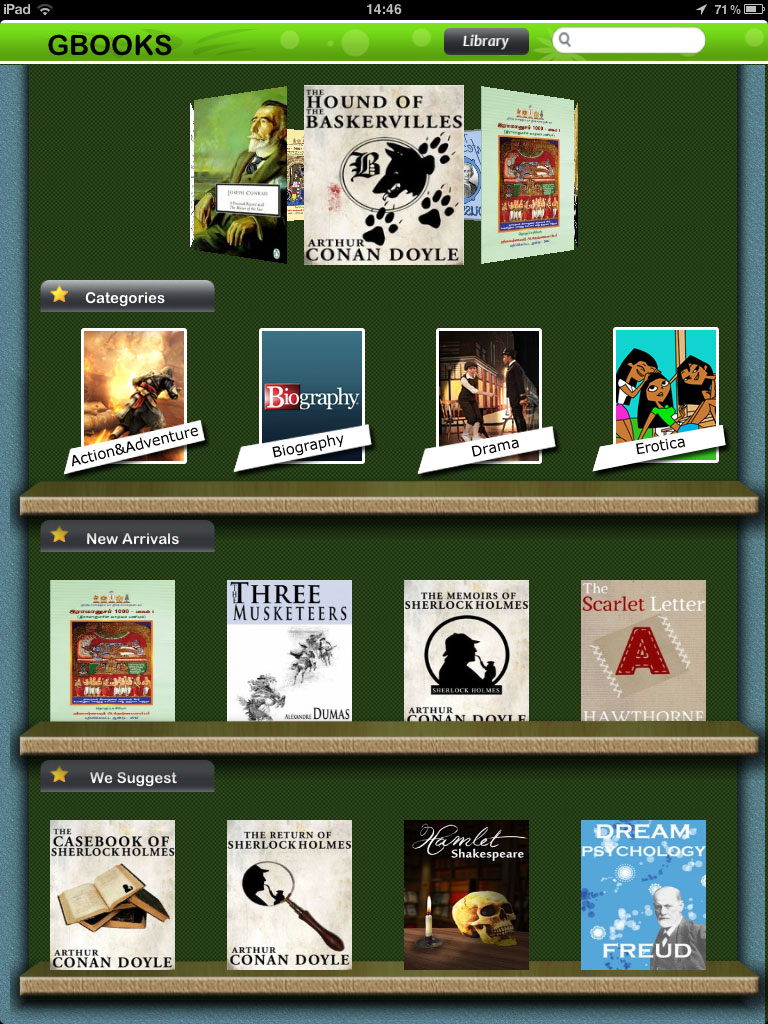 iPad
14:46
71%
GBOOKS
Library
JOSEPH CONRAD
THE
HOUND OF
THE
BASKERVILLES
B
ARTHUR
CONAN DOYLE
Categories
Action&Adventure
Biography
Biography
Drama
Erotica
New Arrivals
THE THREE
MUSKETEERS
ALEXANDRE DUMAS
THE MEMOIRS OF
SHERLOCK HOLMES
SHERLOCK HOLMES
ARTHUR
CONAN DOYLE
The
Scarlet Letter
A
HAWTHORNE
We Suggest
THE
CASEBOOK OF
SHERLOCK HOLMES
ARTHUR
CONAN DOYLE
THE RETURN OF
SHERLOCK HOLMES
ARTHUR
CONAN DOYLE
Hamlet
Shakespeare
DREAM
PSYCHOLOGY
FREUD